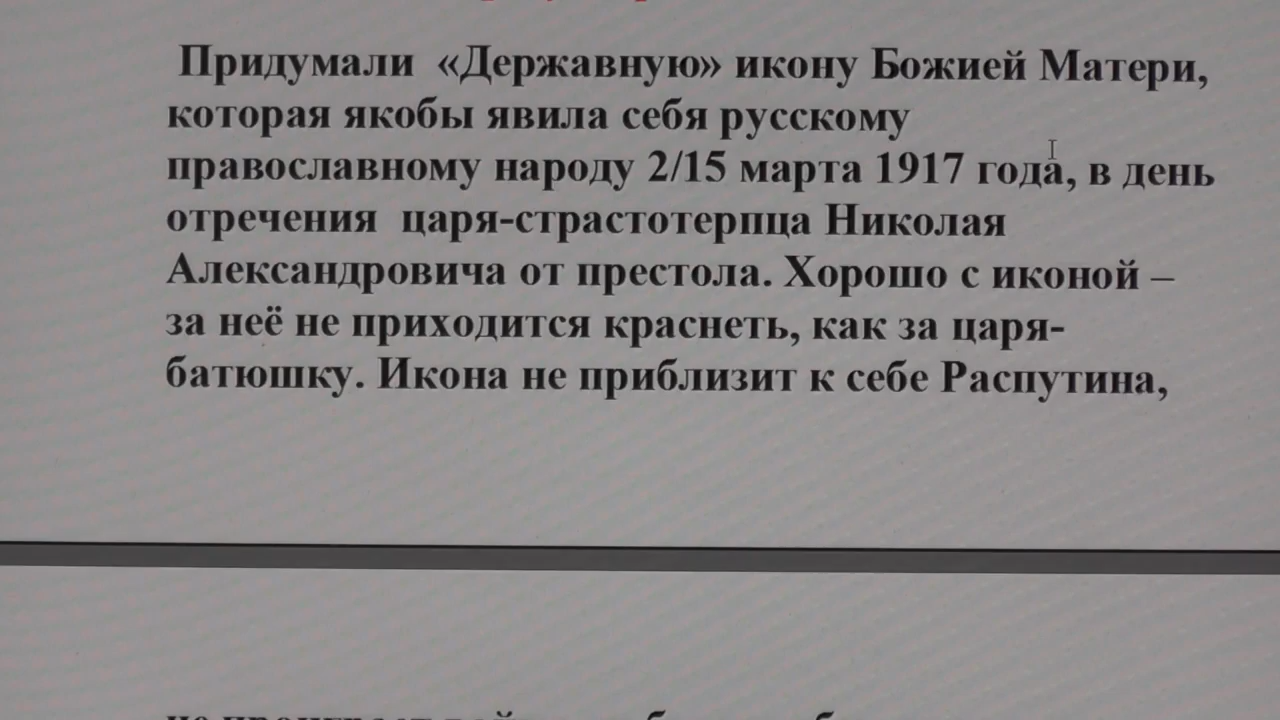 Придумали «Державную» икону Божией Матери,
которая якобы явила себя русскому
православному народу 2/15 марта 1917 года, в день
отречения царя-страстотерпца Николая
Александровича от престола. Хорошо с иконой –
за неё не приходится краснеть, как за царя-
батюшку. Икона не приблизит к себе Распутина,